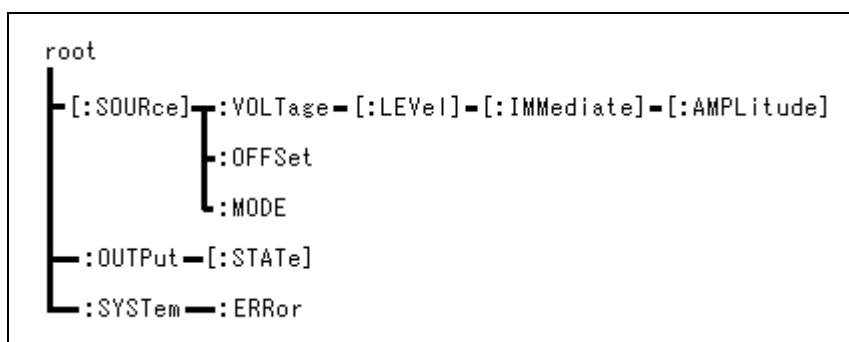 root
[:SOURce] :VOLTage [:LEVel] [:IMMediate] [:AMPLitude]
:OFFSet
:MODE
:OUTPut [:STATe]
:SYSTem :ERRor